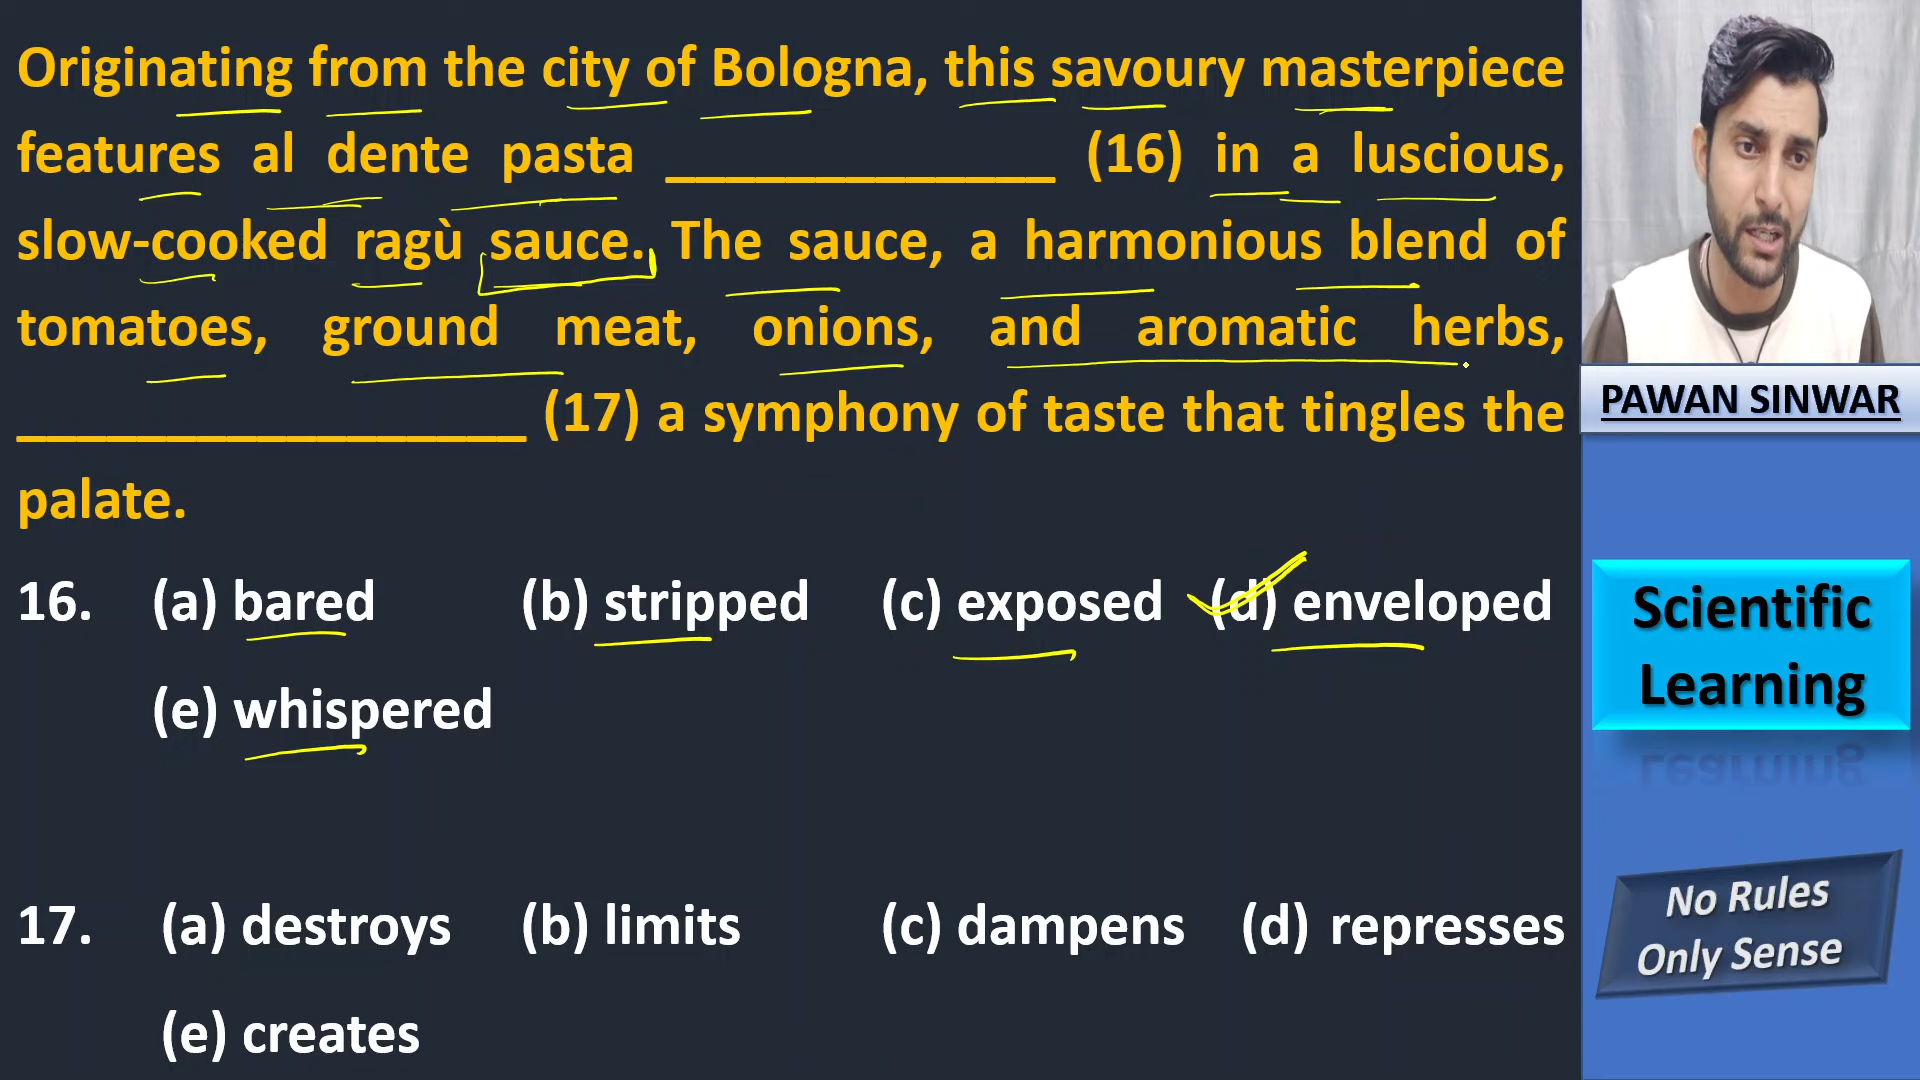 Originating from the city of Bologna, this savoury masterpiece
features al dente pasta _____________ (16) in a luscious,
slow-cooked ragù sauce. The sauce, a harmonious blend of
tomatoes, ground meat, onions, and aromatic herbs,
_________________ (17) a symphony of taste that tingles the
palate.
16. (a) bared (b) stripped (c) exposed (d) enveloped
(e) whispered
17. (a) destroys (b) limits (c) dampens (d) represses
(e) creates
PAWAN SINWAR
Scientific
Learning
No Rules
Only Sense